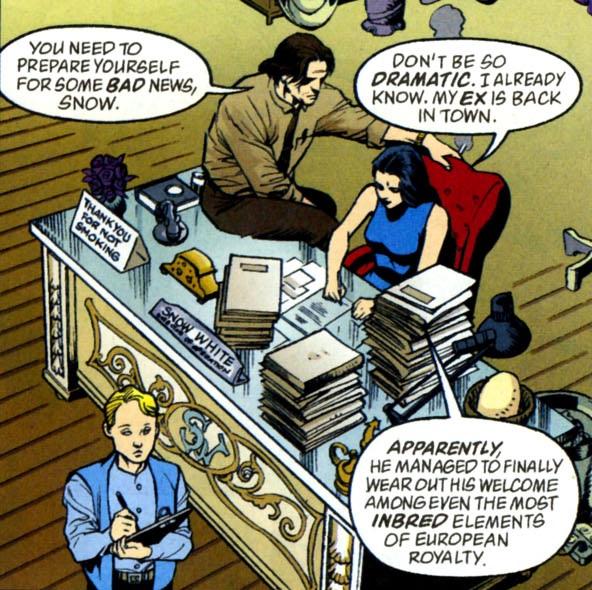 YOU NEED TO
PREPARE YOURSELF
FOR SOME BAD NEWS,
SNOW.
DON'T BE SO
DRAMATIC. I ALREADY
KNOW. MY EX IS BACK
IN TOWN.
THANK YOU
FOR NOT
SMOKING
SNOW WHITE
APPARENTLY,
HE MANAGED TO FINALLY
WEAR OUT HIS WELCOME
AMONG EVEN THE MOST
INBRED ELEMENTS
OF EUROPEAN
ROYALTY.